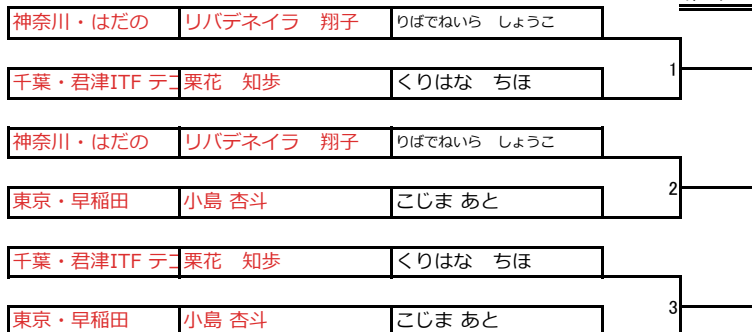 神奈川・はだの リバデネイラ 翔子 りばでねいら しょうこ
1
千葉・君津ITF テコ 栗花 知歩 くりはな ちほ
神奈川・はだの リバデネイラ 翔子 りばでねいら しょうこ
2
東京・早稲田 小島 杏斗 こじま あと
千葉・君津ITF テコ 栗花 知歩 くりはな ちほ
3
東京・早稲田 小島 杏斗 こじま あと